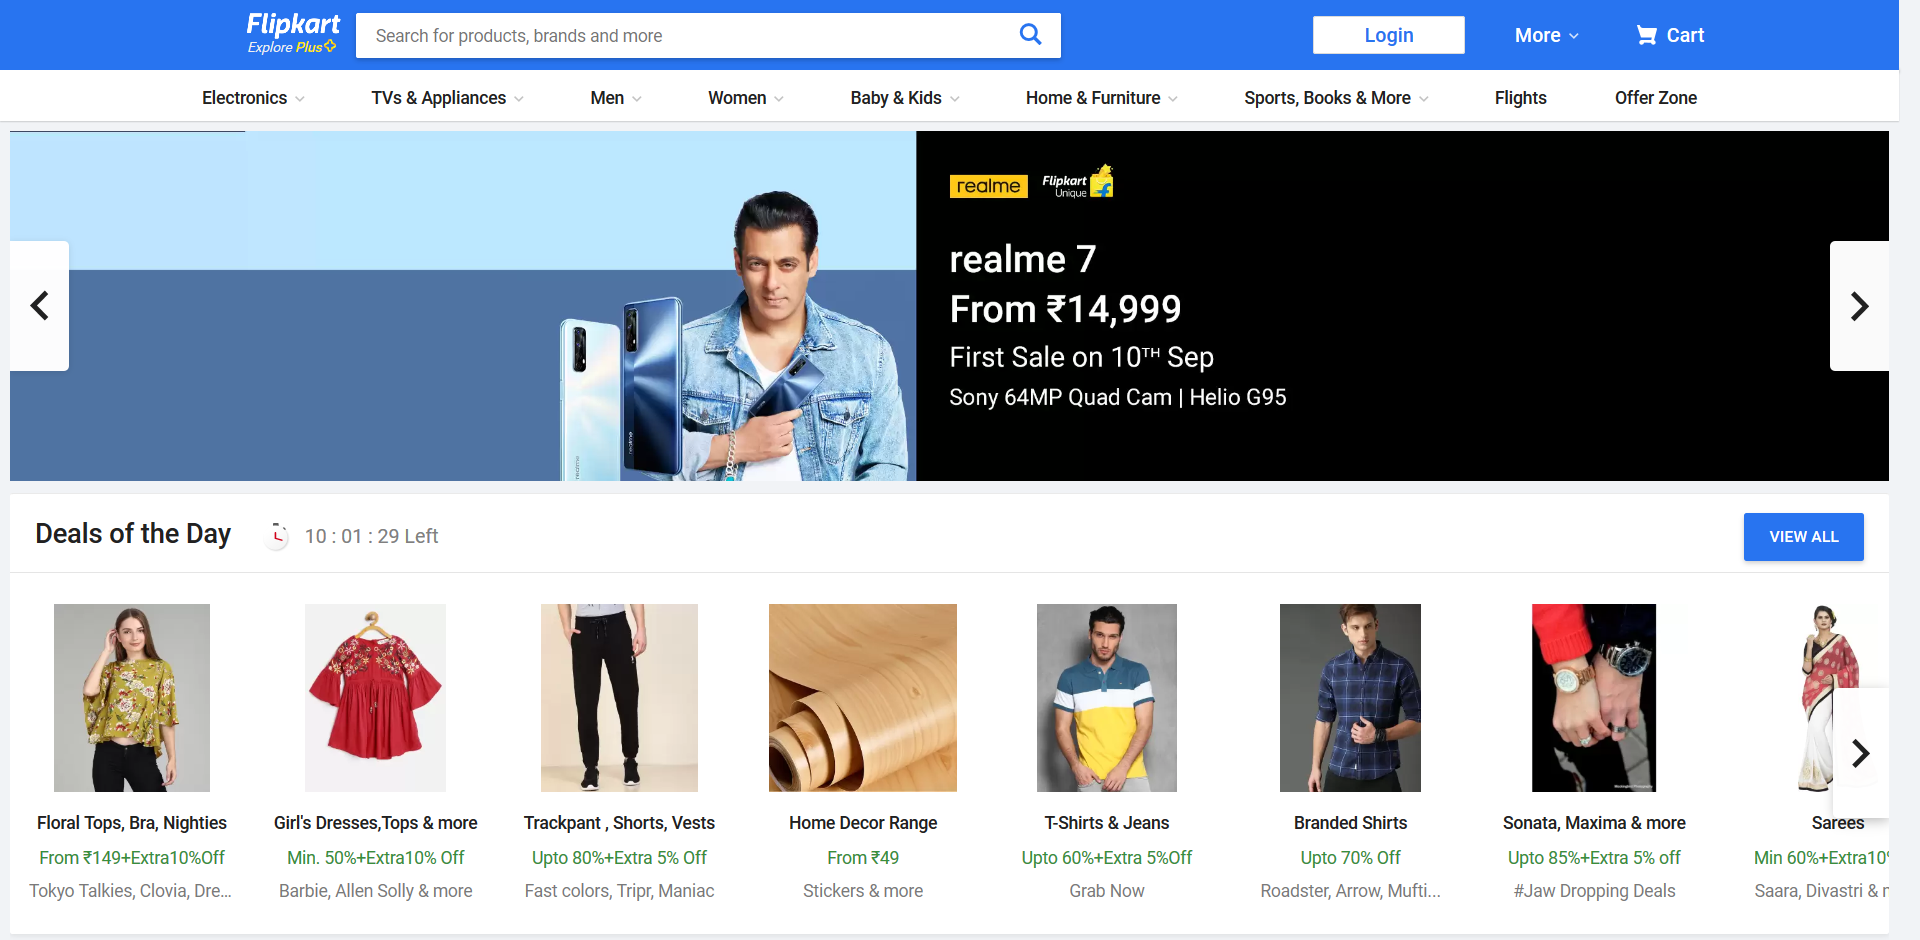 Flipkart
Explore Plus
Search for products, brands and more
Login
More
Cart
Electronics
TVs & Appliances
Men
Women
Baby & Kids
Home & Furniture
Sports, Books & More
Flights
Offer Zone
realme
Flipkart
Unique
realme 7
From ₹14,999
First Sale on 10TH Sep
Sony 64MP Quad Cam | Helio G95
realme
realme
Deals of the Day
10 : 01 : 29 Left
VIEW ALL
Floral Tops, Bra, Nighties
From ₹149+Extra10%Off
Tokyo Talkies, Clovia, Dre...
Girl's Dresses,Tops & more
Min. 50%+Extra10% Off
Barbie, Allen Solly & more
Trackpant , Shorts, Vests
Upto 80%+Extra 5% Off
Fast colors, Tripr, Maniac
Home Decor Range
From ₹49
Stickers & more
T-Shirts & Jeans
Upto 60%+Extra 5%Off
Grab Now
Branded Shirts
Upto 70% Off
Roadster, Arrow, Mufti...
Sonata, Maxima & more
Upto 85%+Extra 5% off
#Jaw Dropping Deals
Sarees
Min 60%+Extra10%
Saara, Divastri &